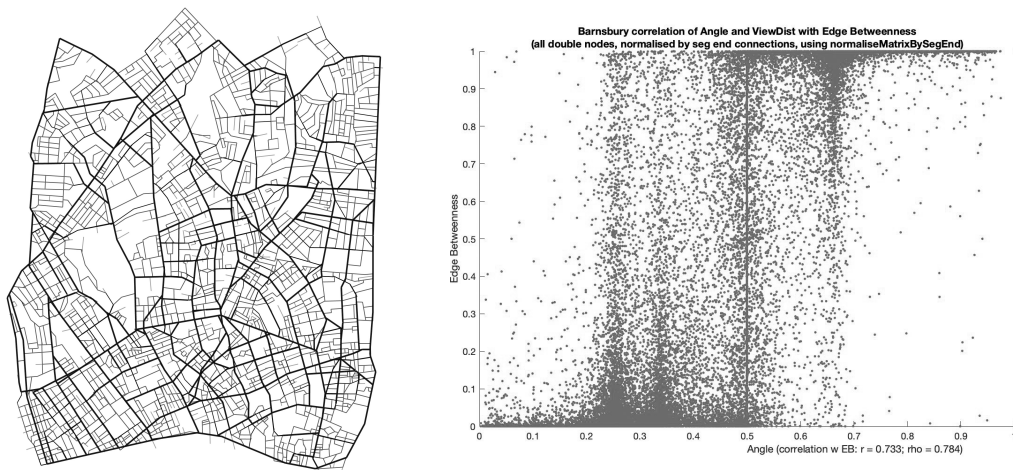 Barnsbury correlation of Angle and ViewDist with Edge Betweenness
(all double nodes, normalised by seg end connections, using normaliseMatrixBySegEnd)
1
0.9
0.8
0.7
0.6
0.5
0.4
0.3
0.2
0.1
0
Edge Betweenness
0 0.1 0.2 0.3 0.4 0.5 0.6 0.7 0.8 0.9
Angle (correlation w EB: r = 0.733; rho = 0.784)